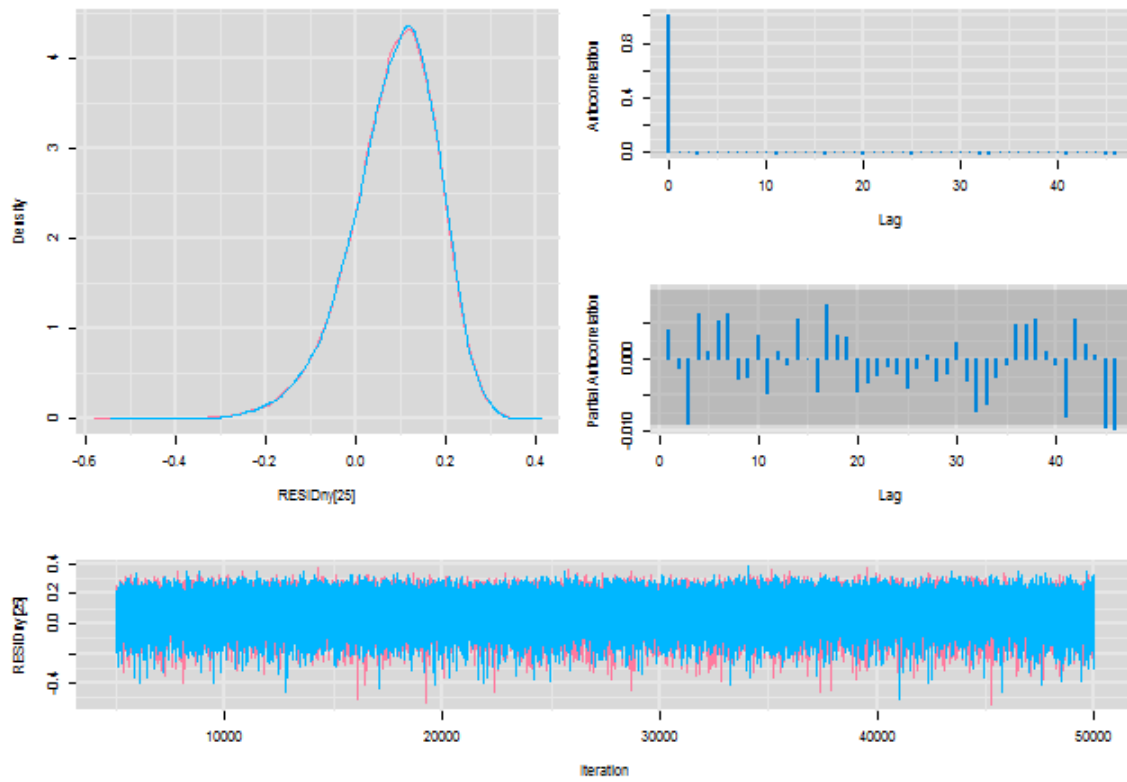 Density
4
3
2
1
0
-0.6 -0.4 -0.2 0.0 0.2 0.4
RESIDny[25]
Autocorrelation
0.8
0.4
0.0
0 10 20 30 40
Lag
Partial Autocorrelation
0.000
-0.010
0 10 20 30 40
Lag
RESIDny[25]
0.4
0.2
0.0
-0.4
10000 20000 30000 40000 50000
Iteration